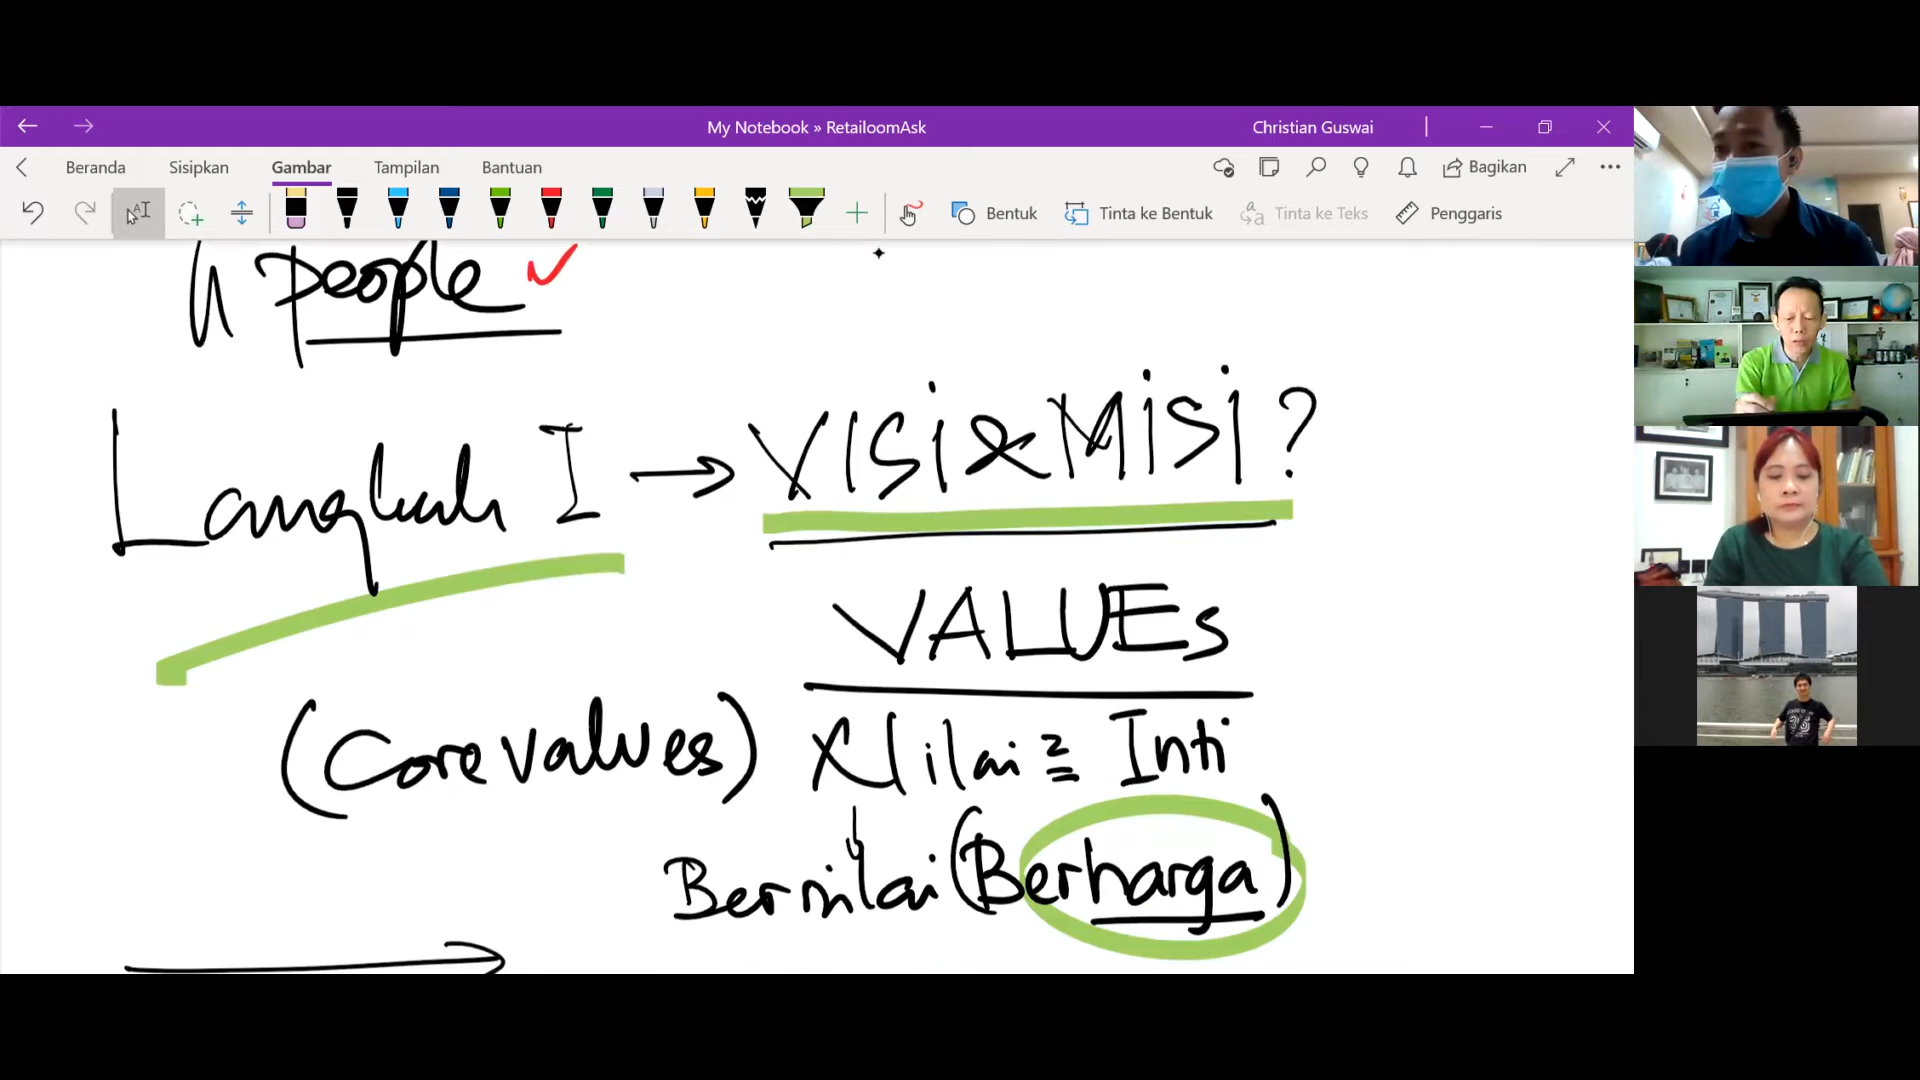 My Notebook » RetailoomAsk
Christian Guswai
Beranda Sisipkan Gambar Tampilan Bantuan
Bagikan
Bentuk Tinta ke Bentuk Tinta ke Teks Penggaris
people ✓
Langkah I → VISI & MISI ?
VALUEs
(Core values) Nilai² Inti
Bernilai (Berharga)